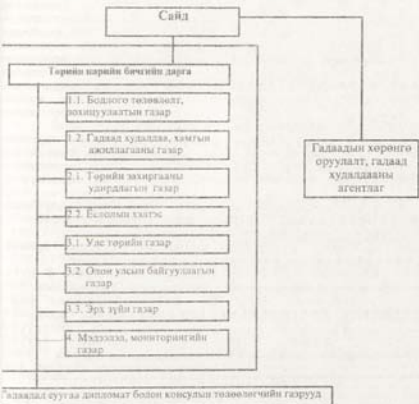 Сайд
Төрийн нарийн бичгийн дарга
1.1. Бодлого төлөвлөлт,
зохицуулалтын газар
1.2. Гадаад худалдаа, хамтын
ажиллагааны газар
2.1. Төрийн захиргааны
удирдлагын газар
2.2. Ёслолын хэлтэс
3.1. Улс төрийн газар
3.2. Олон улсын байгууллагын
газар
3.3. Эрх зүйн газар
4. Мэдээлэл, мониторингийн
газар
Гадаадын хөрөнгө
оруулалт, гадаад
худалдааны
агентлаг
Гадаадад суугаа дипломат болон консулын төлөөлөгчийн газрууд